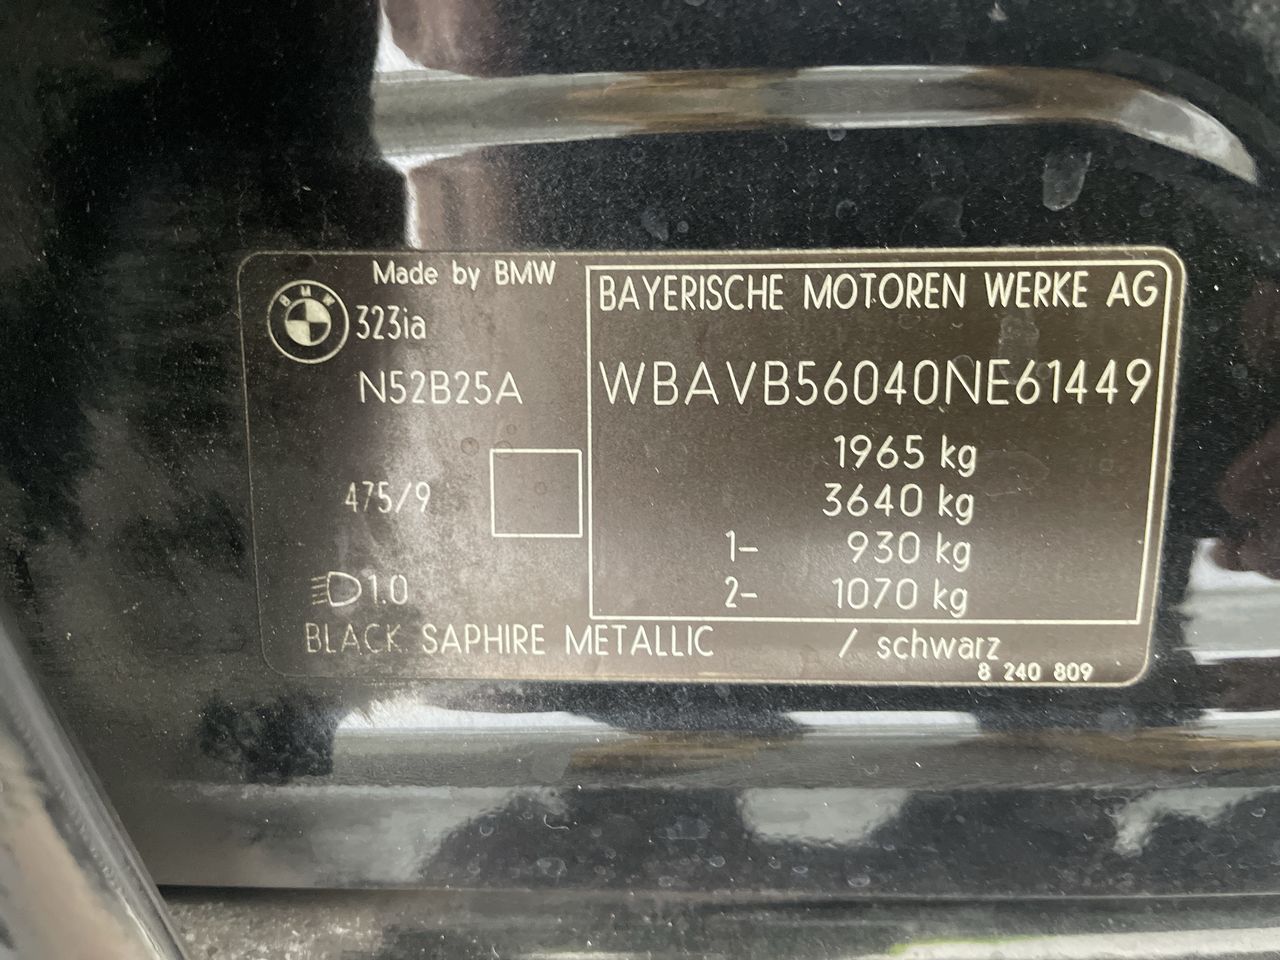 Made by BMW
BMW
323ia
N52B25A
475/9
1.0
BAYERISCHE MOTOREN WERKE AG
WBAVB56040NE61449
1965 kg
3640 kg
1- 930 kg
2- 1070 kg
BLACK SAPHIRE METALLIC / schwarz
8 240 809